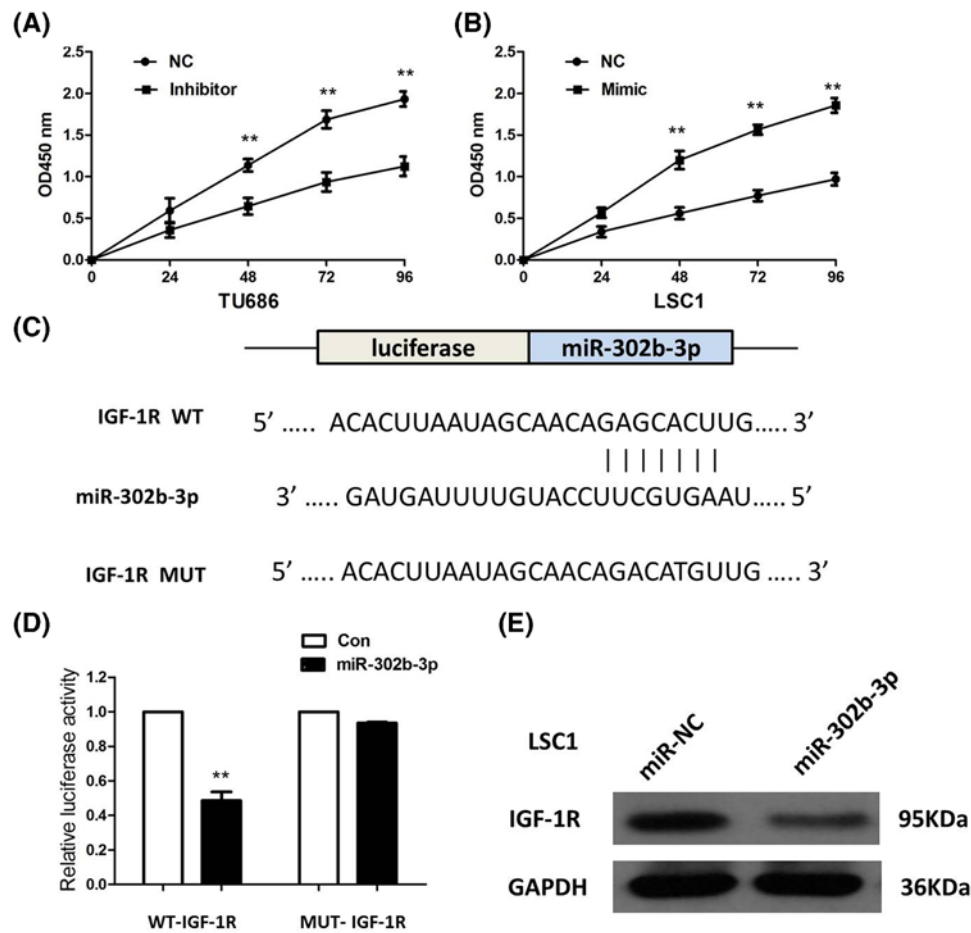 (A)
2.5
2.0
1.5
1.0
0.5
0.0
OD450 nm
NC
Inhibitor
**
**
**
0 24 48 72 96
TU686
(B)
2.5
2.0
1.5
1.0
0.5
0.0
OD450 nm
NC
Mimic
**
**
**
0 24 48 72 96
LSC1
(C)
luciferase miR-302b-3p
IGF-1R WT 5’ ..... ACACUUAAUAGCAACAGAGCACUUG..... 3’
miR-302b-3p 3’ ..... GAUGAUUUUGUACCUUCGUGAAU..... 5’
IGF-1R MUT 5’ ..... ACACUUAAUAGCAACAGACATGUUG ..... 3’
(D)
Con
miR-302b-3p
Relative luciferase activity
1.2
1.0
0.8
0.6
0.4
0.2
0.0
**
WT-IGF-1R MUT- IGF-1R
(E)
LSC1 miR-NC miR-302b-3p
IGF-1R 95KDa
GAPDH 36KDa